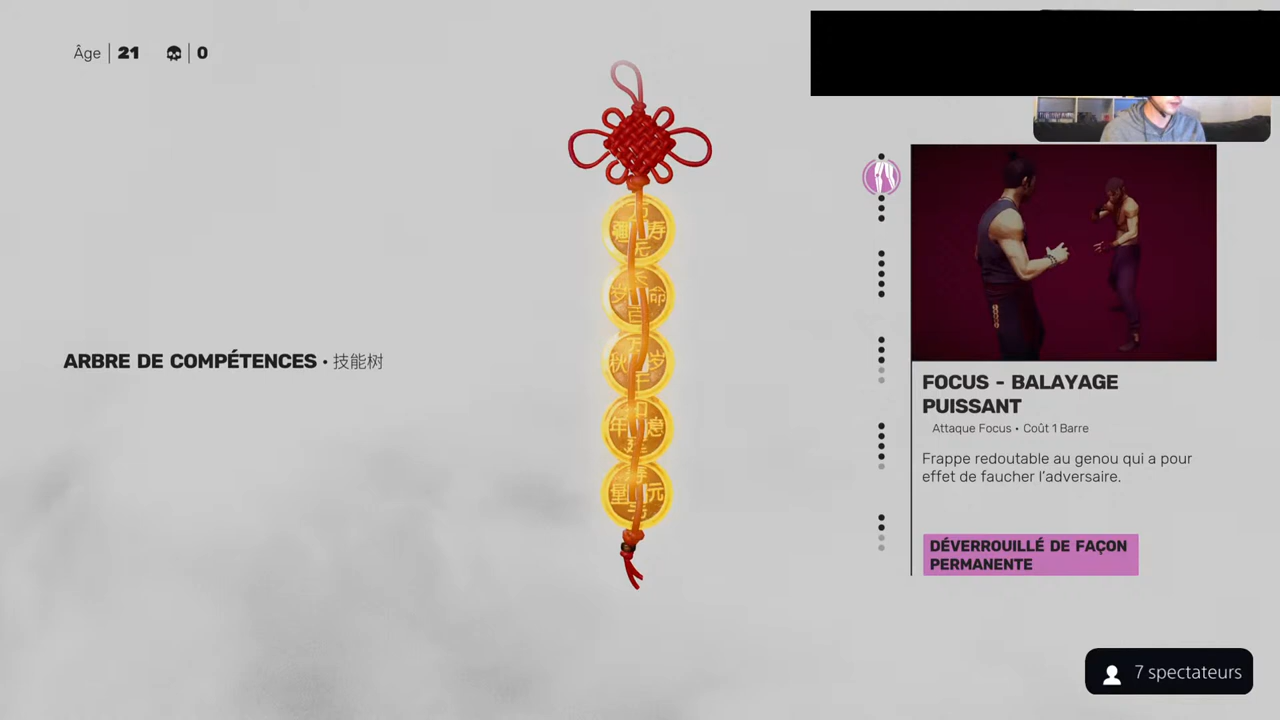 Âge 21 0
ARBRE DE COMPÉTENCES • 技能树
FOCUS - BALAYAGE
PUISSANT
Attaque Focus • Coût 1 Barre
Frappe redoutable au genou qui a pour
effet de faucher l'adversaire.
DÉVERROUILLÉ DE FAÇON
PERMANENTE
7 spectateurs